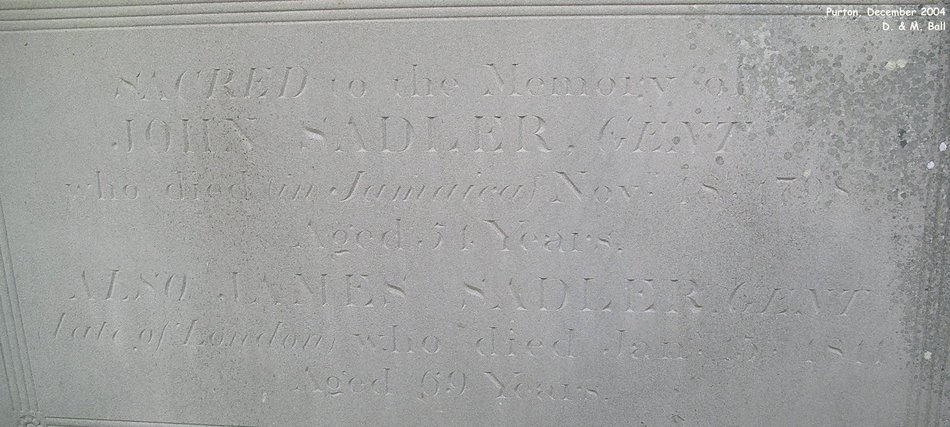 Purton, December 2004
D. & M. Ball
SACRED to the Memory of
JOHN SADLER, GENT
who died (in Jamaica) Novr 18 1798
Aged 54 Years.
ALSO JAMES SADLER, GENT
late of London who died Jan
Aged 69 Years.